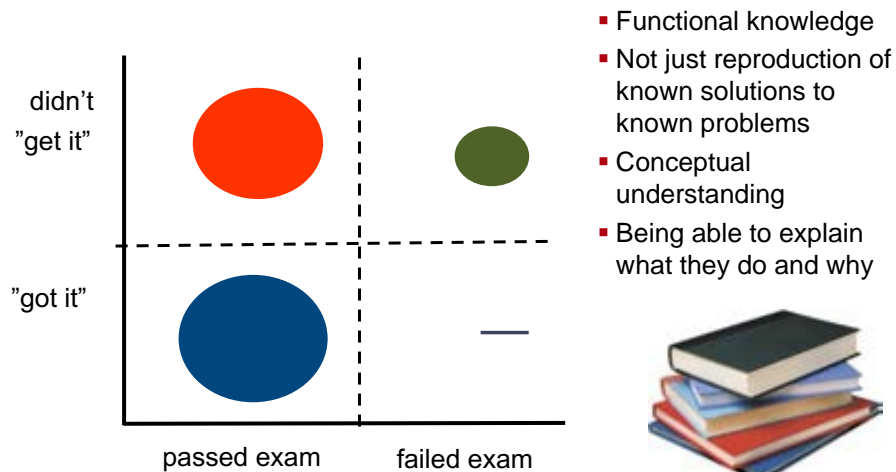 didn't
”get it”
”got it”
passed exam
failed exam
▪ Functional knowledge
▪ Not just reproduction of
known solutions to
known problems
▪ Conceptual
understanding
▪ Being able to explain
what they do and why